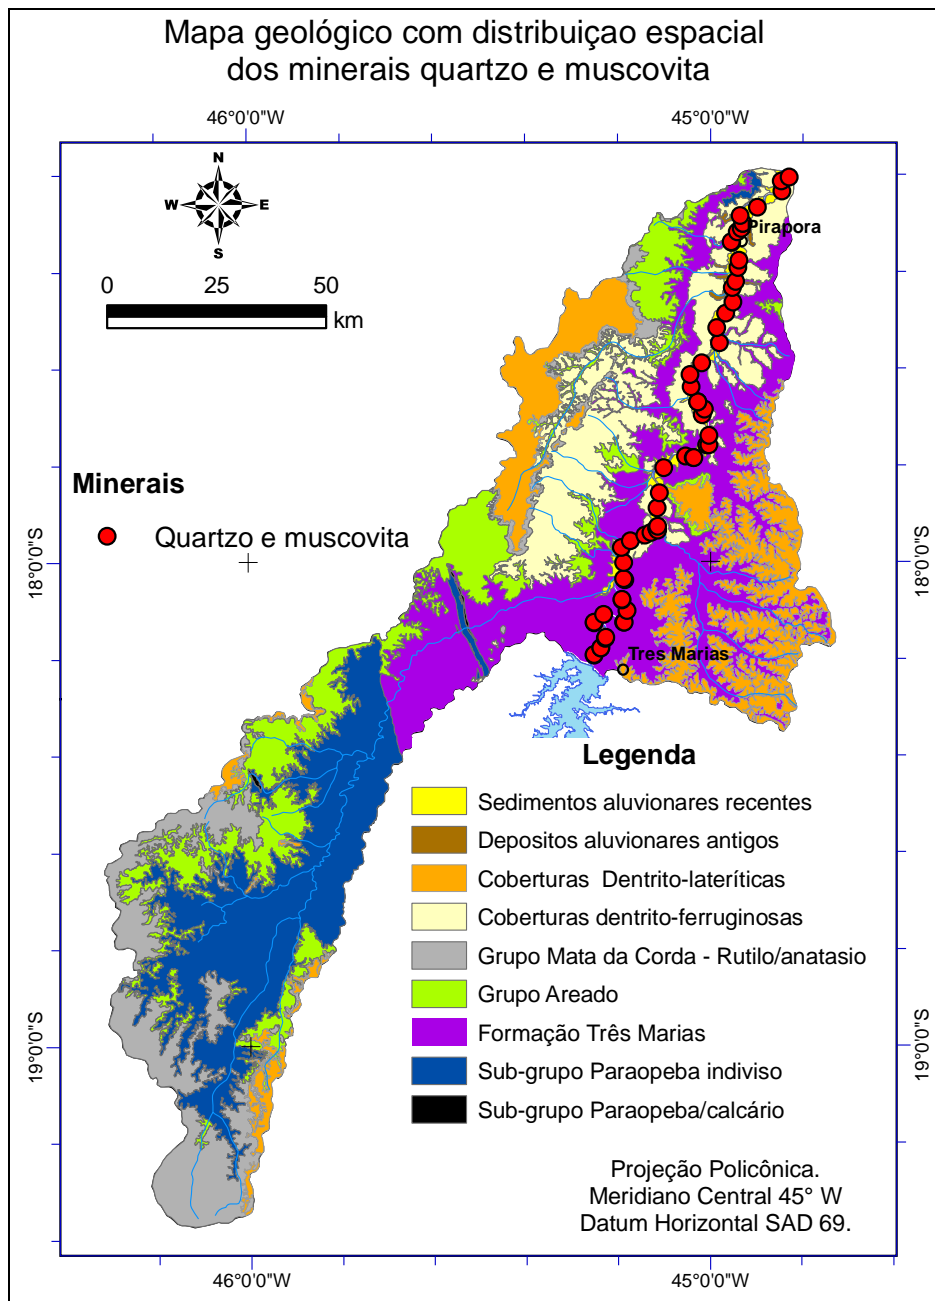 Mapa geológico com distribuiçao espacial
dos minerais quartzo e muscovita
46°0'0"W
45°0'0"W
N
W
E
S
Pirapora
0
25
50
km
Minerais
Quartzo e muscovita
18°0'0"S
18°0'0"S
Tres Marias
Legenda
Sedimentos aluvionares recentes
Depositos aluvionares antigos
Coberturas Dentrito-lateríticas
Coberturas dentrito-ferruginosas
Grupo Mata da Corda - Rutilo/anatasio
Grupo Areado
Formação Três Marias
Sub-grupo Paraopeba indiviso
Sub-grupo Paraopeba/calcário
19°0'0"S
19°0'0"S
Projeção Policônica.
Meridiano Central 45° W
Datum Horizontal SAD 69.
46°0'0"W
45°0'0"W